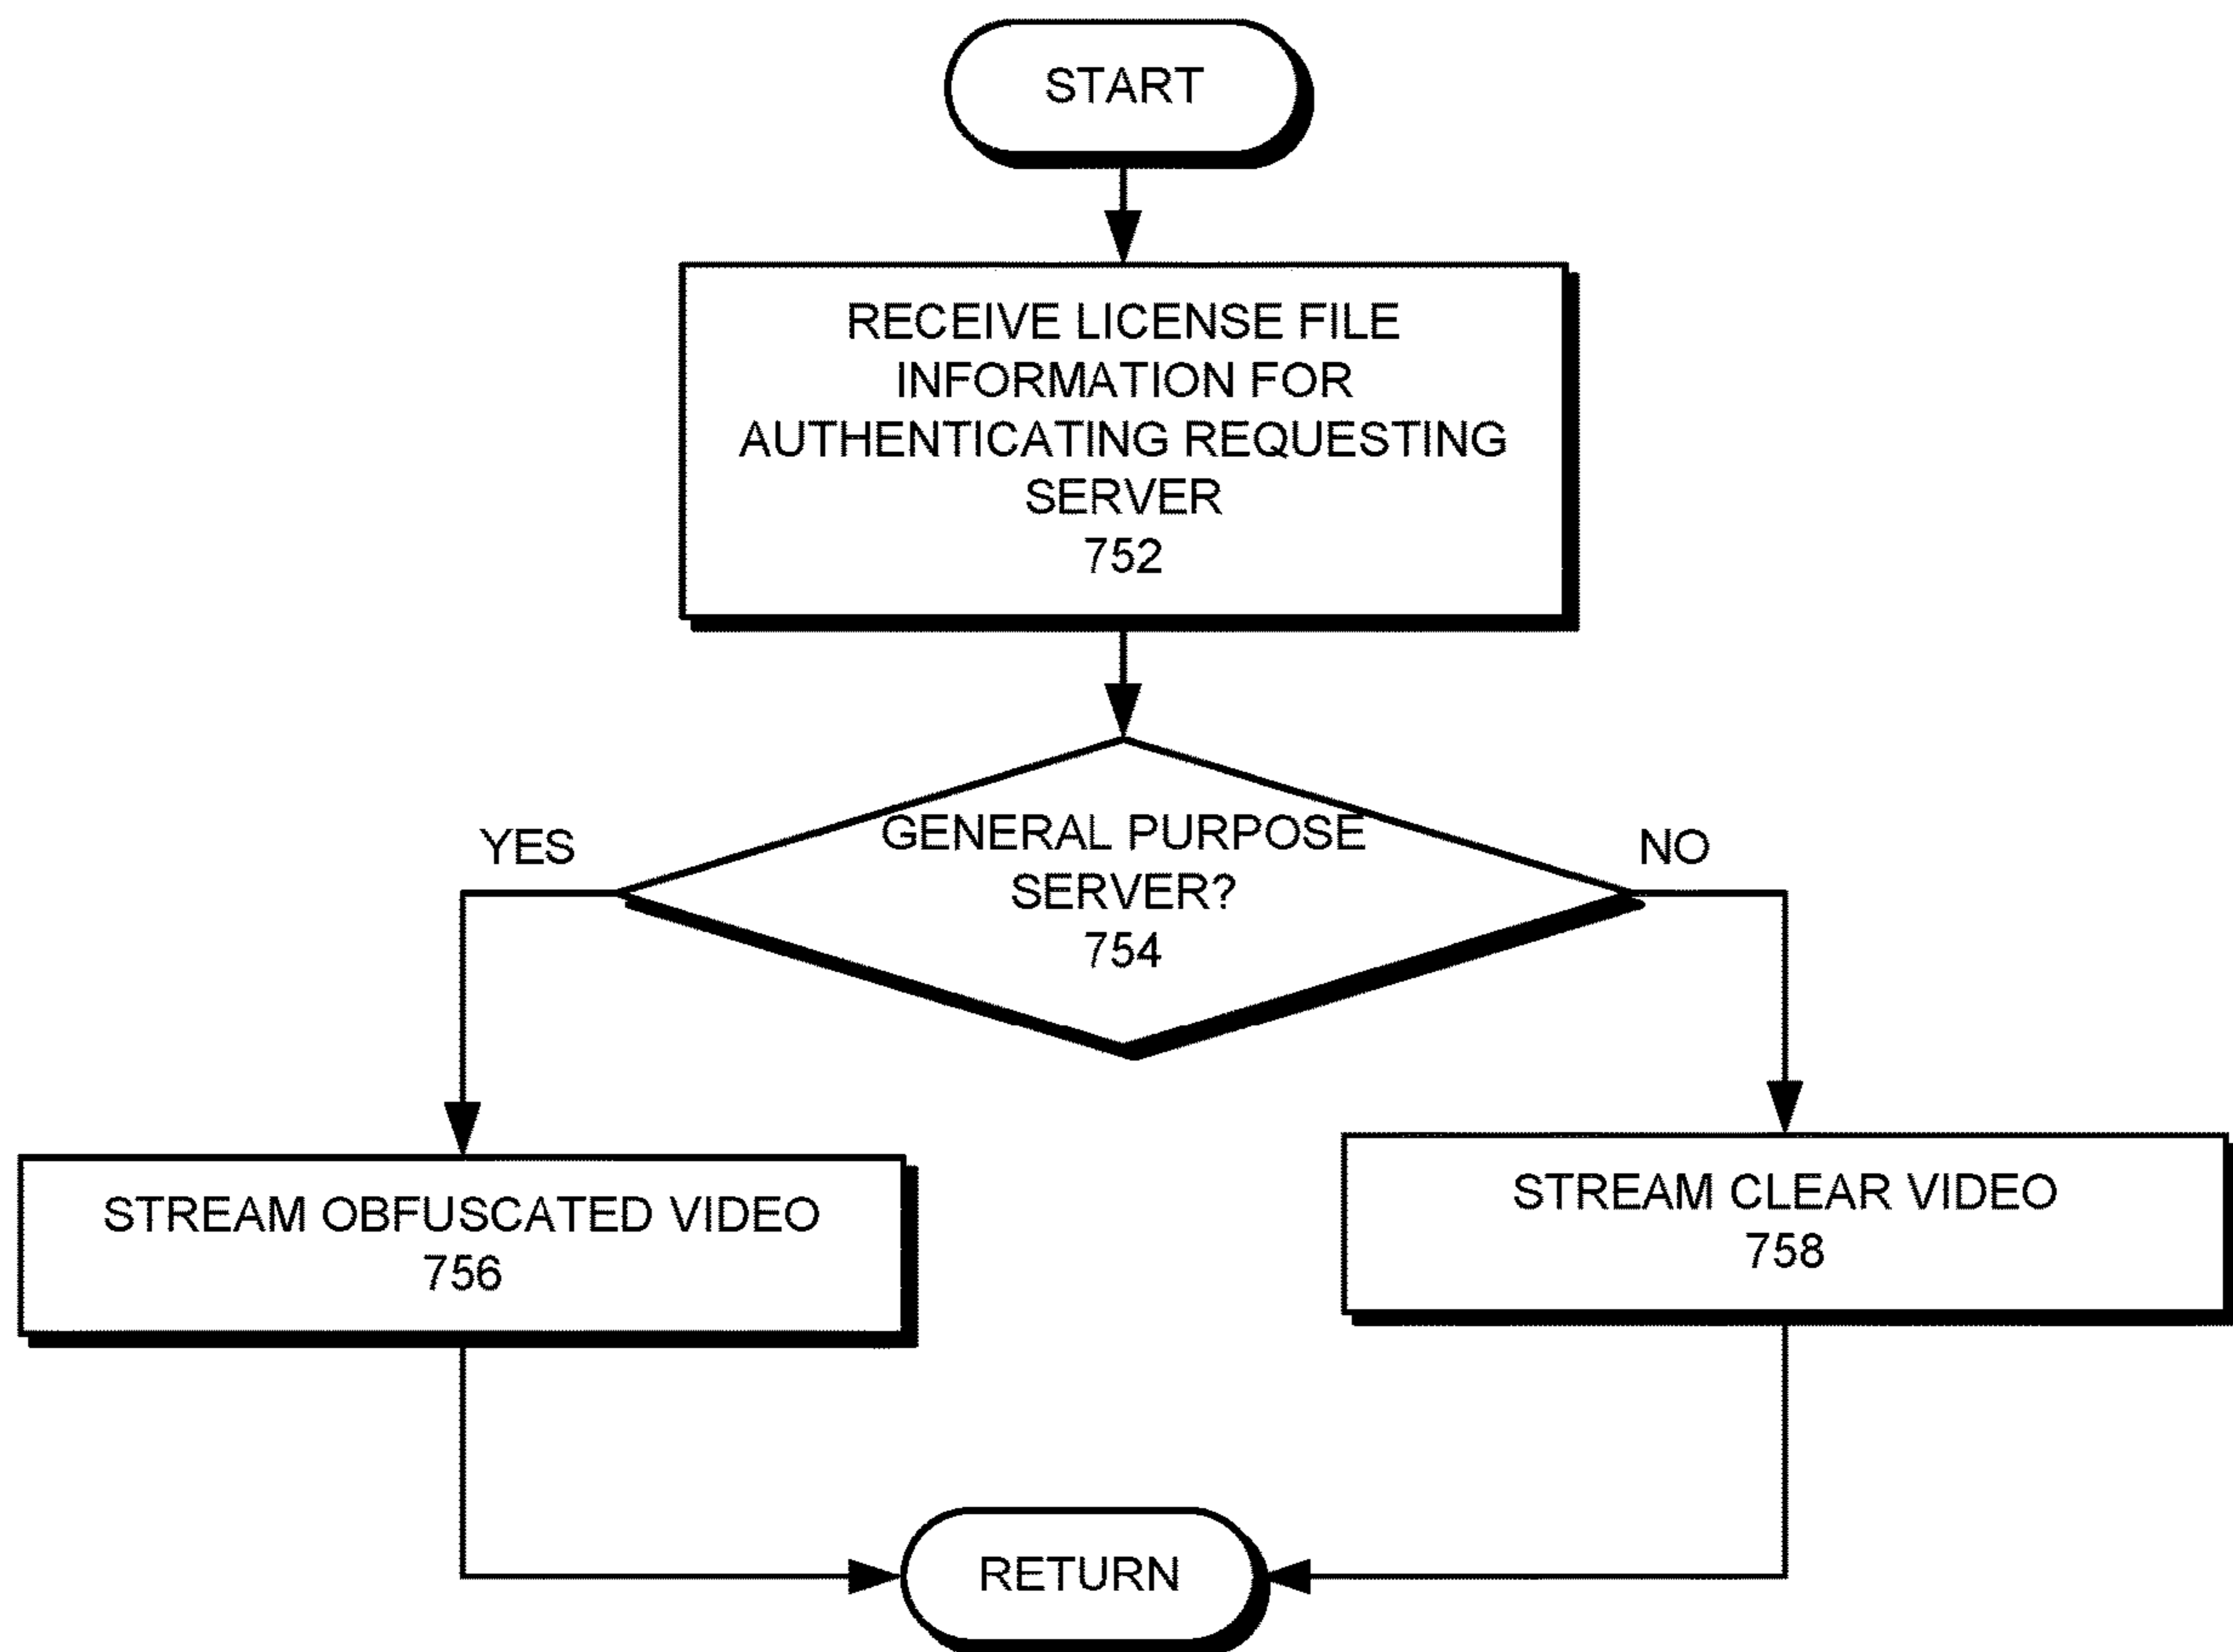 START
RECEIVE LICENSE FILE
INFORMATION FOR
AUTHENTICATING REQUESTING
SERVER
752
GENERAL PURPOSE
SERVER?
754
YES
NO
STREAM OBFUSCATED VIDEO
756
STREAM CLEAR VIDEO
758
RETURN